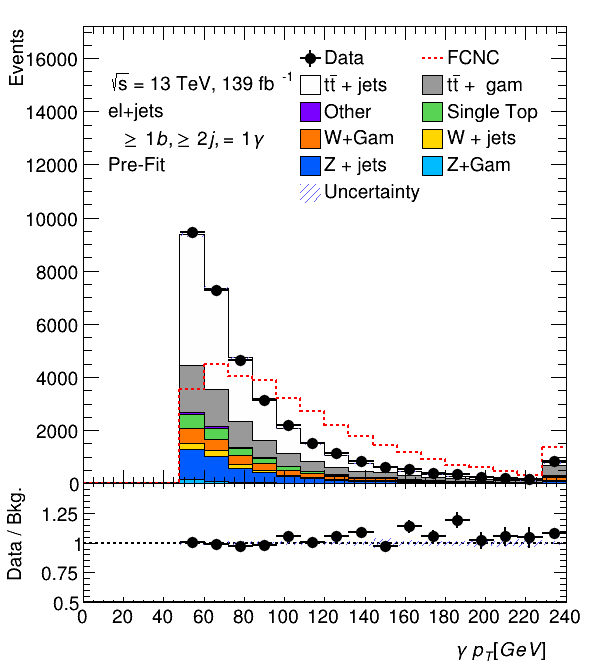 Events
16000
14000
12000
10000
8000
6000
4000
2000
0
√s = 13 TeV, 139 fb⁻¹
el+jets
≥ 1b, ≥ 2j, = 1γ
Pre-Fit
Data FCNC
tt̄ + jets tt̄ + gam
Other Single Top
W+Gam W + jets
Z + jets Z+Gam
Uncertainty
Data / Bkg.
1.25
1
0.75
0.5
0 20 40 60 80 100 120 140 160 180 200 220 240
γ p_T[GeV]